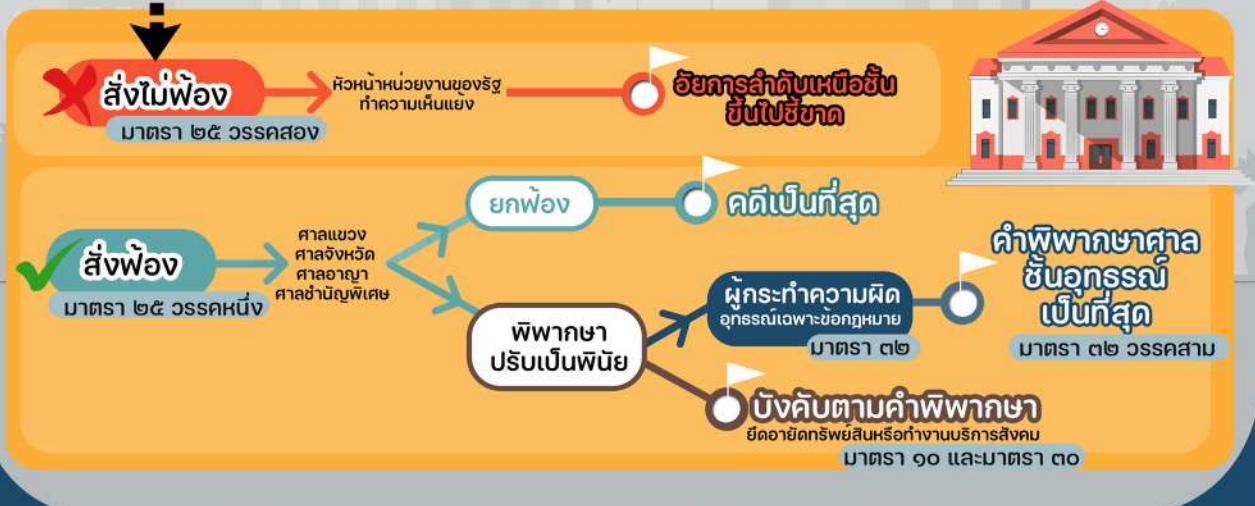 สั่งไม่ฟ้อง
มาตรา ๒๕ วรรคสอง
หัวหน้าหน่วยงานของรัฐ
ทำความเห็นแย้ง
อัยการลำดับเหนือชั้น
ขึ้นไปชี้ขาด
สั่งฟ้อง
มาตรา ๒๕ วรรคหนึ่ง
ศาลแขวง
ศาลจังหวัด
ศาลอาญา
ศาลชำนัญพิเศษ
ยกฟ้อง
คดีเป็นที่สุด
พิพากษา
ปรับเป็นพินัย
ผู้กระทำความผิด
อุทธรณ์เฉพาะข้อกฎหมาย
มาตรา ๓๒
คำพิพากษาศาล
ชั้นอุทธรณ์
เป็นที่สุด
มาตรา ๓๒ วรรคสาม
บังคับตามคำพิพากษา
ยึดอายัดทรัพย์สินหรือทำงานบริการสังคม
มาตรา ๑๐ และมาตรา ๓๐